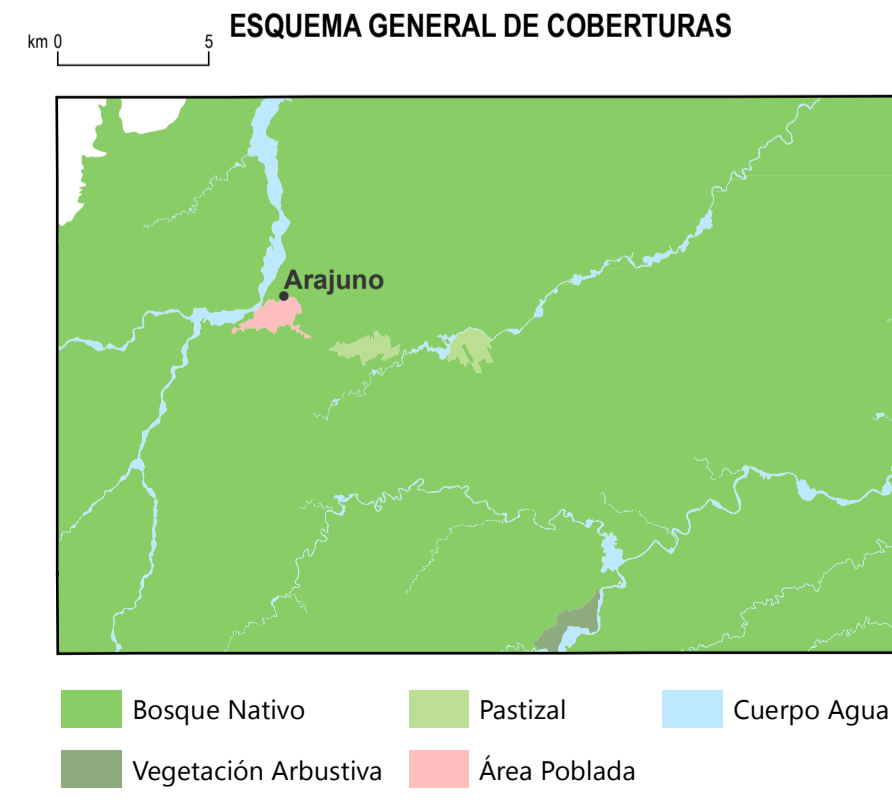 ESQUEMA GENERAL DE COBERTURAS
km 0 5
Arajuno
Bosque Nativo
Pastizal
Cuerpo Agua
Vegetación Arbustiva
Área Poblada